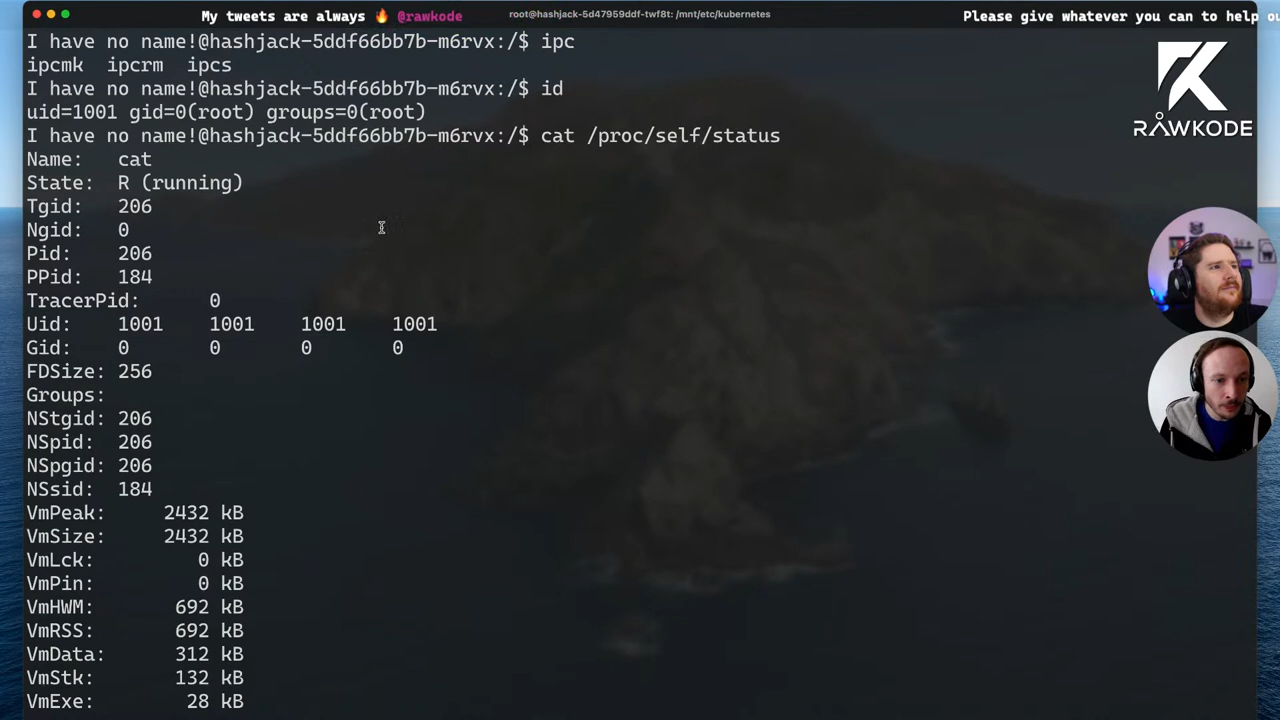 My tweets are always 🔥 @rawkode
root@hashjack-5d47959ddf-twf8t: /mnt/etc/kubernetes
Please give whatever you can to help
I have no name!@hashjack-5ddf66bb7b-m6rvx:/$ ipc
ipcmk ipcrm ipcs
I have no name!@hashjack-5ddf66bb7b-m6rvx:/$ id
uid=1001 gid=0(root) groups=0(root)
I have no name!@hashjack-5ddf66bb7b-m6rvx:/$ cat /proc/self/status
Name: cat
State: R (running)
Tgid: 206
Ngid: 0
Pid: 206
PPid: 184
TracerPid: 0
Uid: 1001 1001 1001 1001
Gid: 0 0 0 0
FDSize: 256
Groups:
NStgid: 206
NSpid: 206
NSpgid: 206
NSsid: 184
VmPeak: 2432 kB
VmSize: 2432 kB
VmLck: 0 kB
VmPin: 0 kB
VmHWM: 692 kB
VmRSS: 692 kB
VmData: 312 kB
VmStk: 132 kB
VmExe: 28 kB
RAWKODE